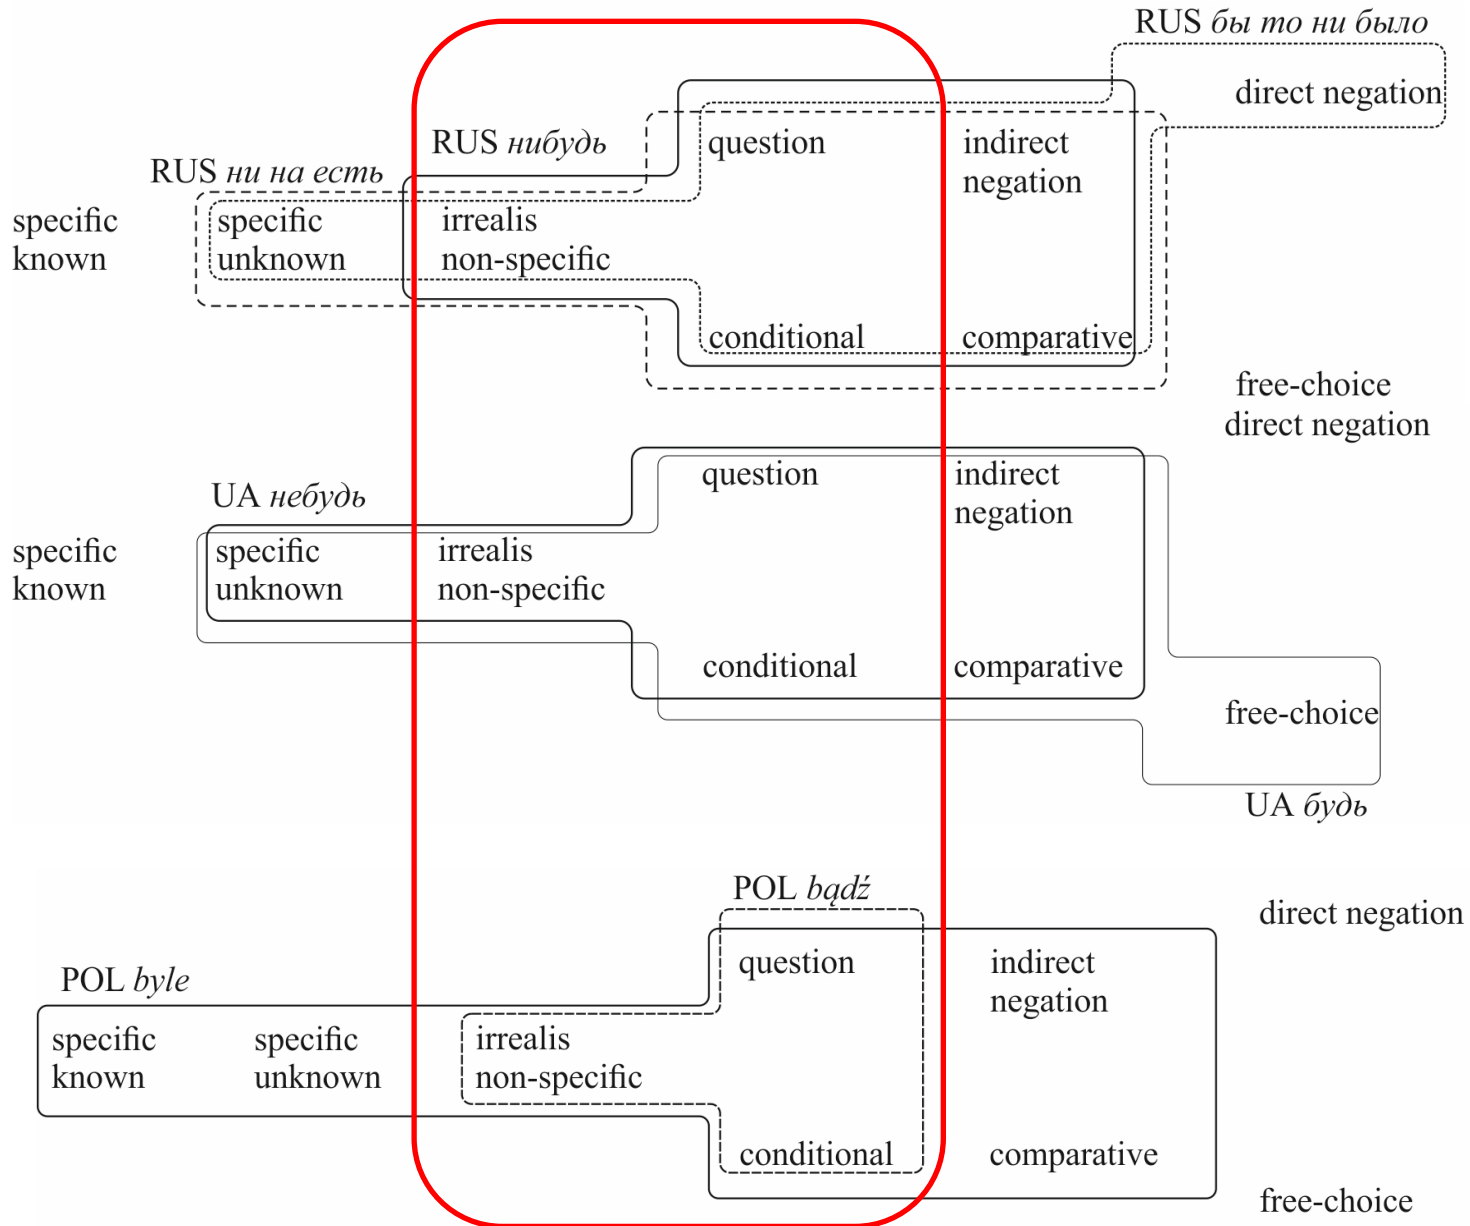 RUS бы то ни было
direct negation
RUS нибудь
question
indirect
negation
RUS ни на есть
specific
known
specific
unknown
irrealis
non-specific
conditional
comparative
free-choice
direct negation
question
indirect
negation
UA небудь
specific
known
specific
unknown
irrealis
non-specific
conditional
comparative
free-choice
UA будь
POL bądź
direct negation
question
indirect
negation
POL byle
specific
known
specific
unknown
irrealis
non-specific
conditional
comparative
free-choice